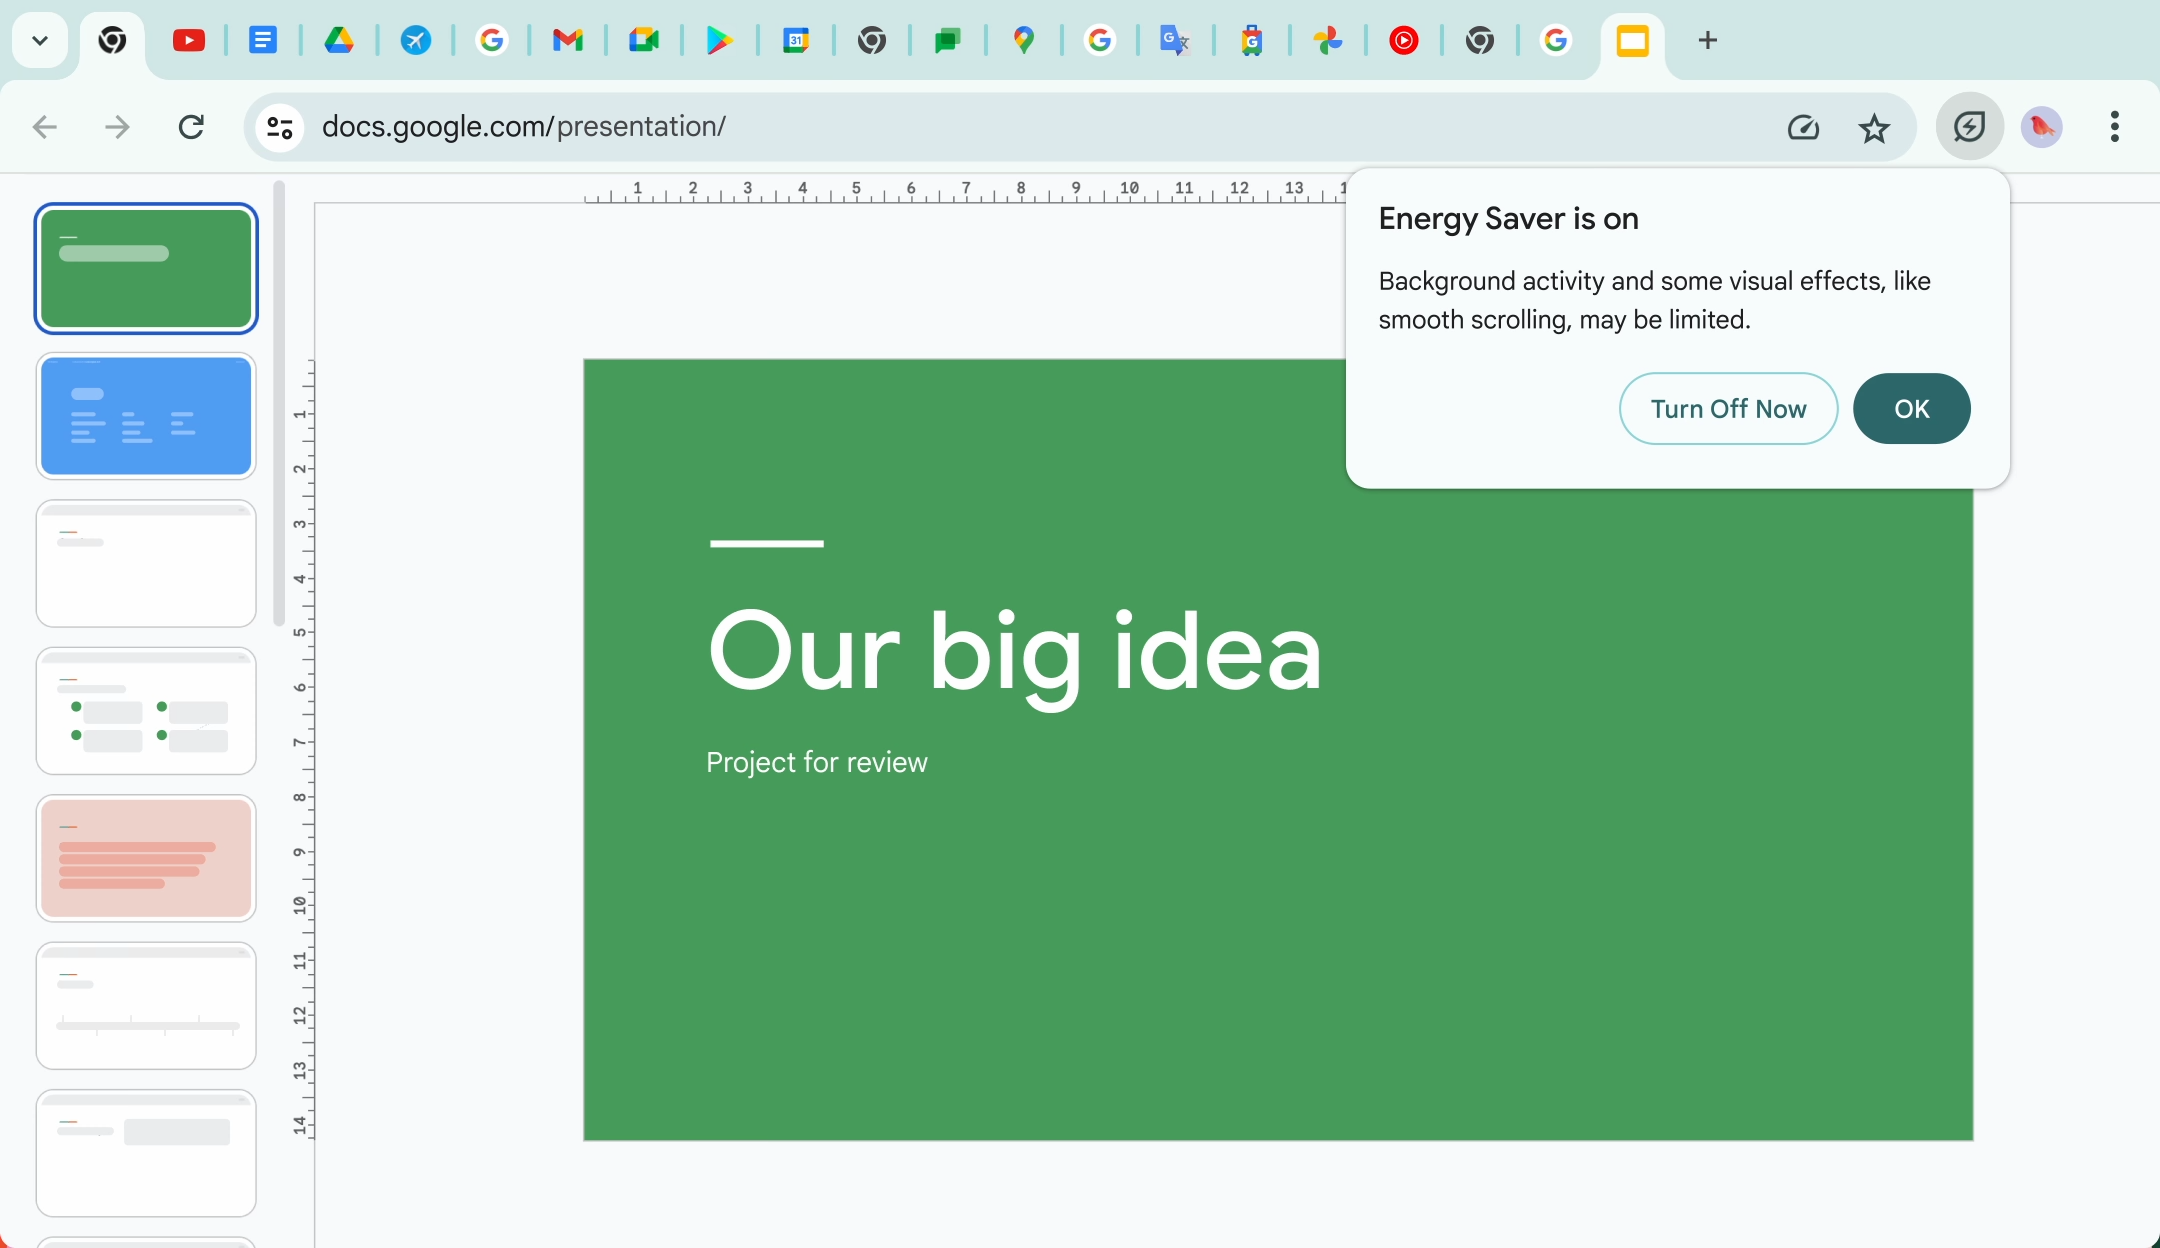 31
G
G
docs.google.com/presentation/
1 2 3 4 5 6 7 8 9 10 11 12 13 1
Energy Saver is on
Background activity and some visual effects, like
smooth scrolling, may be limited.
Turn Off Now
OK
Our big idea
Project for review
1
2
3
4
5
6
7
8
9
10
11
12
13
14